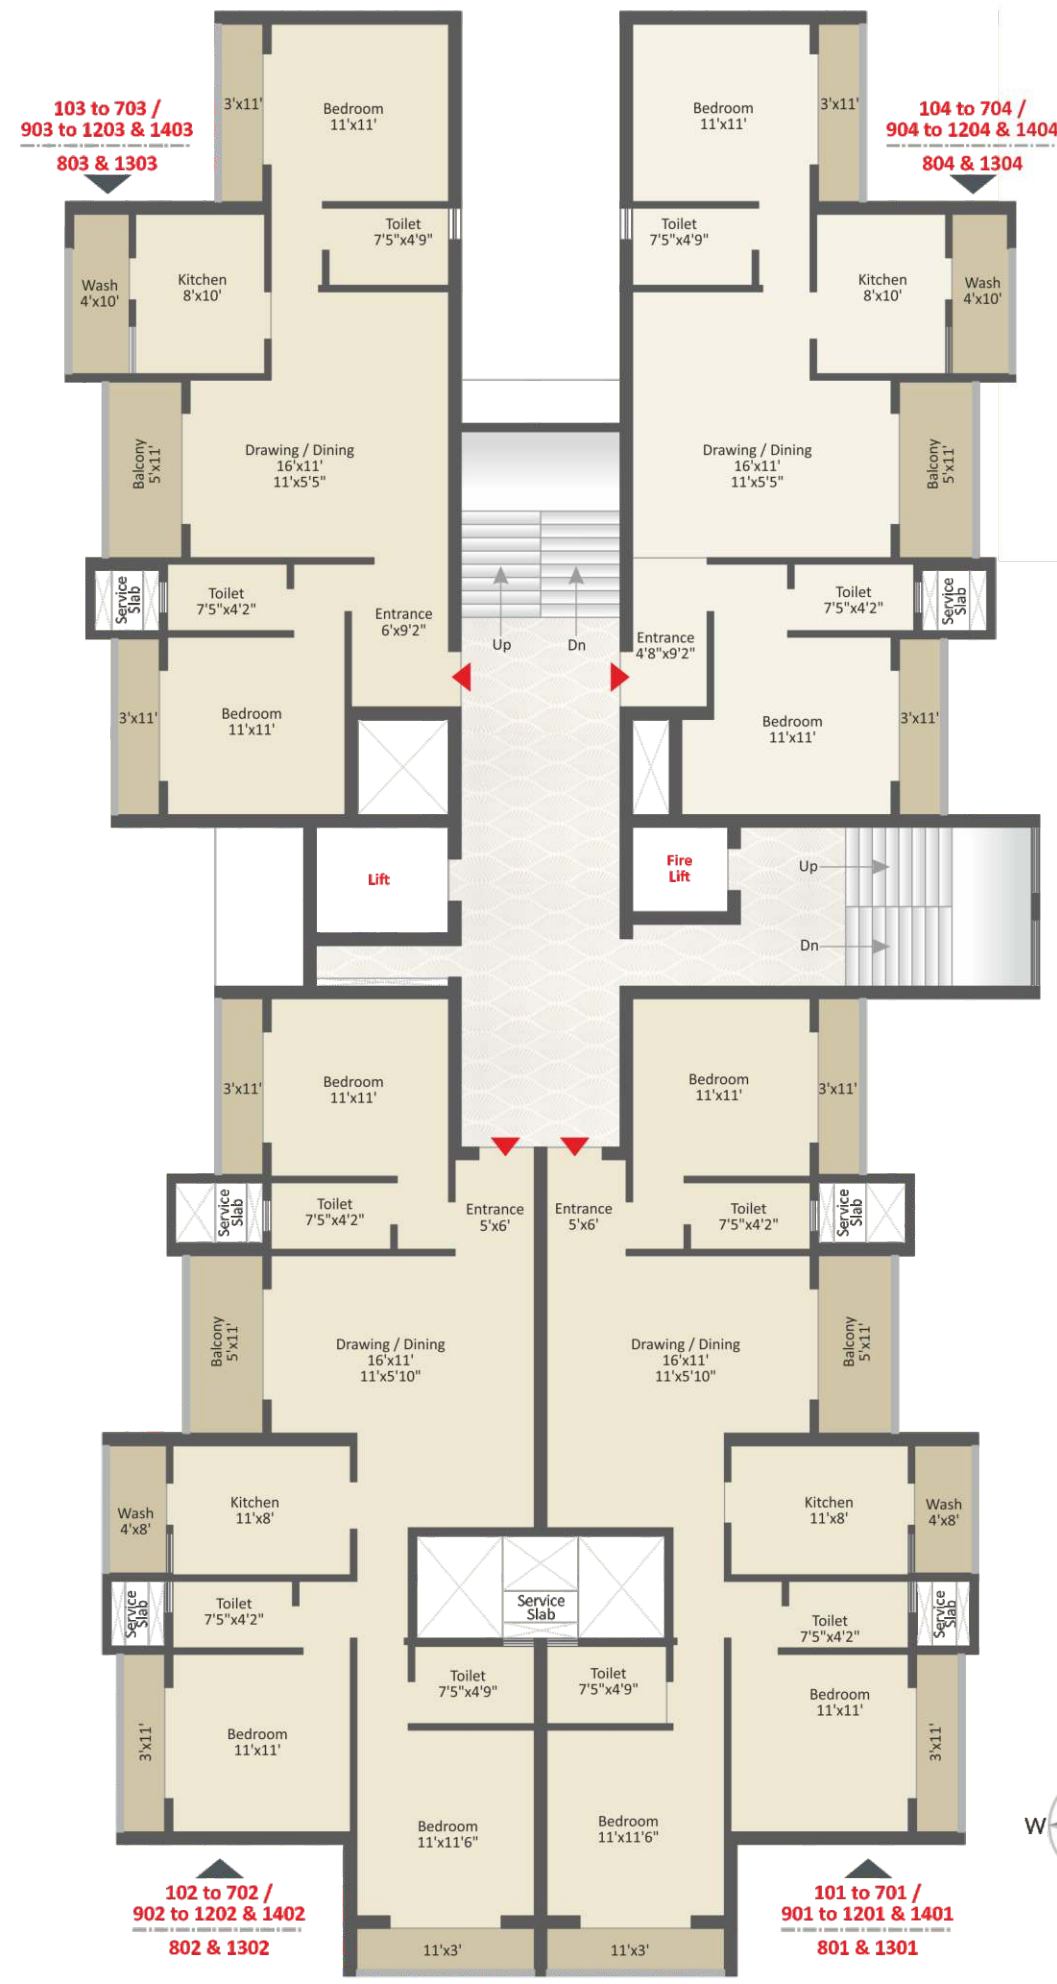 103 to 703 /
903 to 1203 & 1403
803 & 1303
3'x11'
Bedroom
11'x11'
Toilet
7'5"x4'9"
Wash
4'x10'
Kitchen
8'x10'
Balcony
5'x11'
Drawing / Dining
16'x11'
11'x5'5"
Service
Slab
Toilet
7'5"x4'2"
Entrance
6'x9'2"
3'x11'
Bedroom
11'x11'
104 to 704 /
904 to 1204 & 1404
804 & 1304
Bedroom
11'x11'
3'x11'
Toilet
7'5"x4'9"
Kitchen
8'x10'
Wash
4'x10'
Drawing / Dining
16'x11'
11'x5'5"
Balcony
5'x11'
Toilet
7'5"x4'2"
Service
Slab
Entrance
4'8"x9'2"
Bedroom
11'x11'
3'x11'
Up
Dn
Lift
Fire
Lift
Up
Dn
3'x11'
Bedroom
11'x11'
Service
Slab
Toilet
7'5"x4'2"
Entrance
5'x6'
Balcony
5'x11'
Drawing / Dining
16'x11'
11'x5'10"
Wash
4'x8'
Kitchen
11'x8'
Service
Slab
Toilet
7'5"x4'2"
3'x11'
Bedroom
11'x11'
Toilet
7'5"x4'9"
Bedroom
11'x11'6"
11'x3'
Service
Slab
Bedroom
11'x11'
3'x11'
Entrance
5'x6'
Toilet
7'5"x4'2"
Service
Slab
Drawing / Dining
16'x11'
11'x5'10"
Balcony
5'x11'
Kitchen
11'x8'
Wash
4'x8'
Toilet
7'5"x4'2"
Service
Slab
Toilet
7'5"x4'9"
Bedroom
11'x11'
3'x11'
Bedroom
11'x11'6"
11'x3'
W
102 to 702 /
902 to 1202 & 1402
802 & 1302
101 to 701 /
901 to 1201 & 1401
801 & 1301